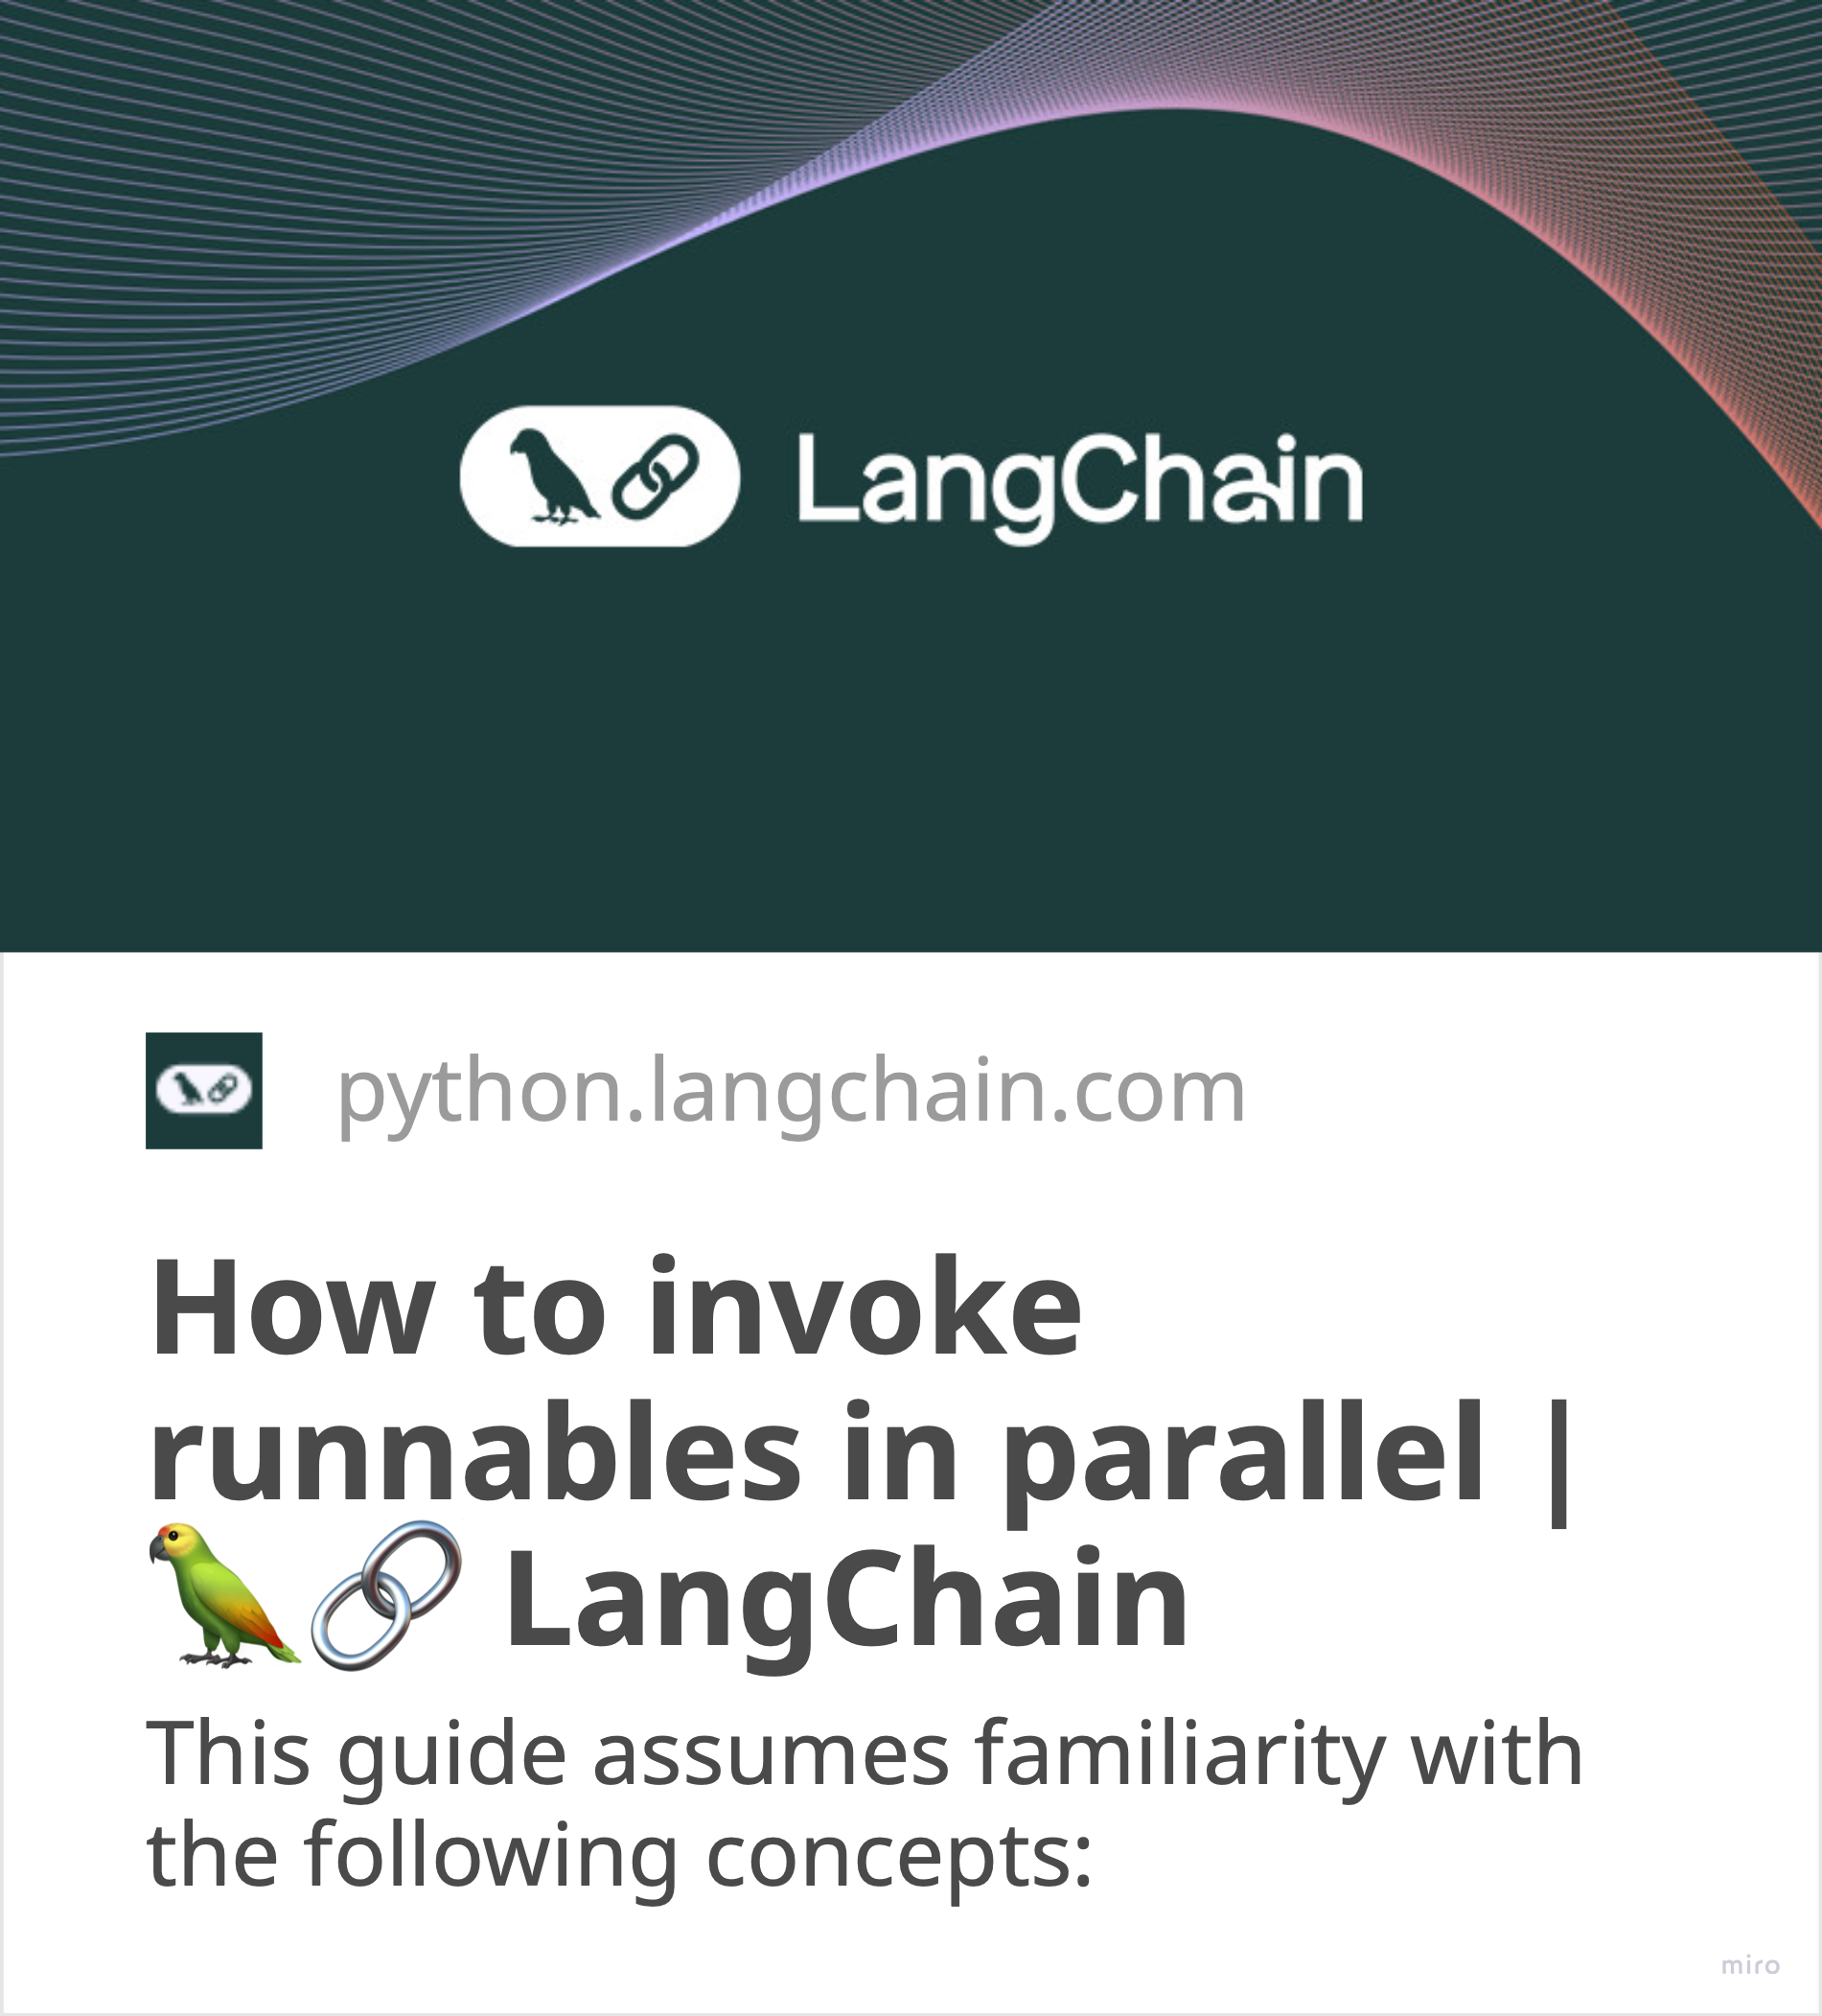 LangChain
python.langchain.com
How to invoke
runnables in parallel |
🦜🔗 LangChain
This guide assumes familiarity with
the following concepts:
miro